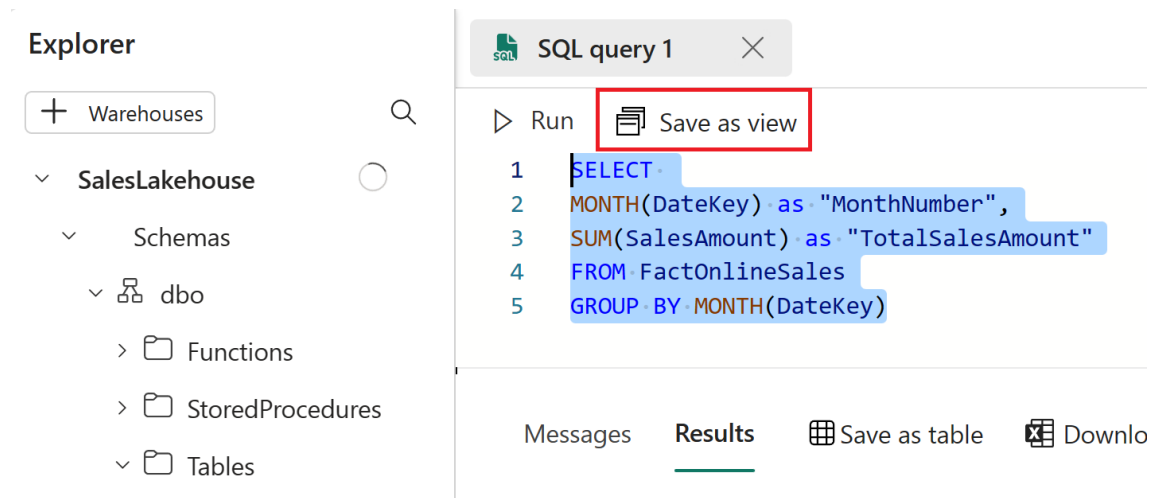 Explorer
Warehouses
SalesLakehouse
Schemas
dbo
Functions
StoredProcedures
Tables
SQL
SQL query 1
Run
Save as view
1 SELECT
2 MONTH(DateKey) as "MonthNumber",
3 SUM(SalesAmount) as "TotalSalesAmount"
4 FROM FactOnlineSales
5 GROUP BY MONTH(DateKey)
Messages Results Save as table Downlo